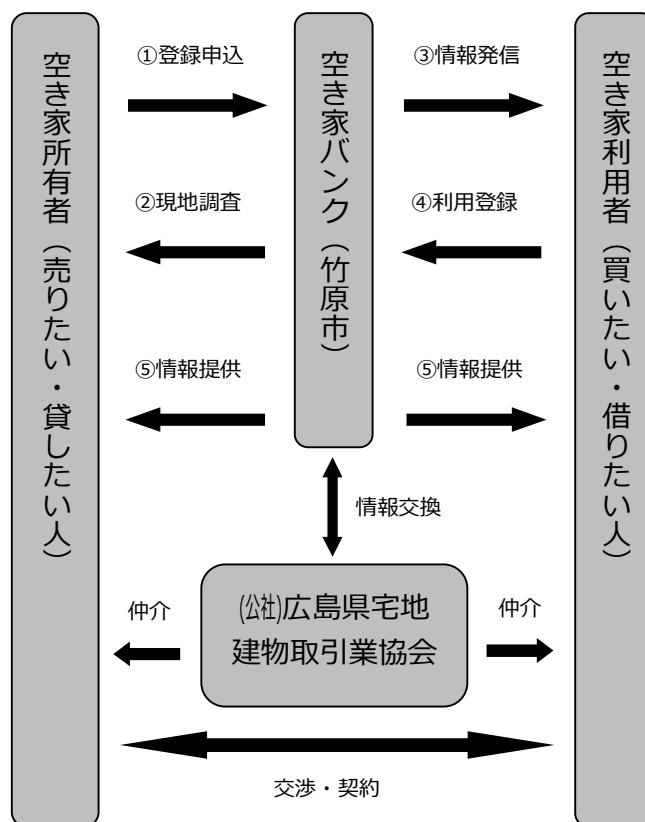 空き家所有者（売りたい・貸したい人）
①登録申込
空き家バンク（竹原市）
③情報発信
空き家利用者（買いたい・借りたい人）
②現地調査
④利用登録
⑤情報提供
⑤情報提供
情報交換
仲介
㈳広島県宅地
建物取引業協会
仲介
交渉・契約